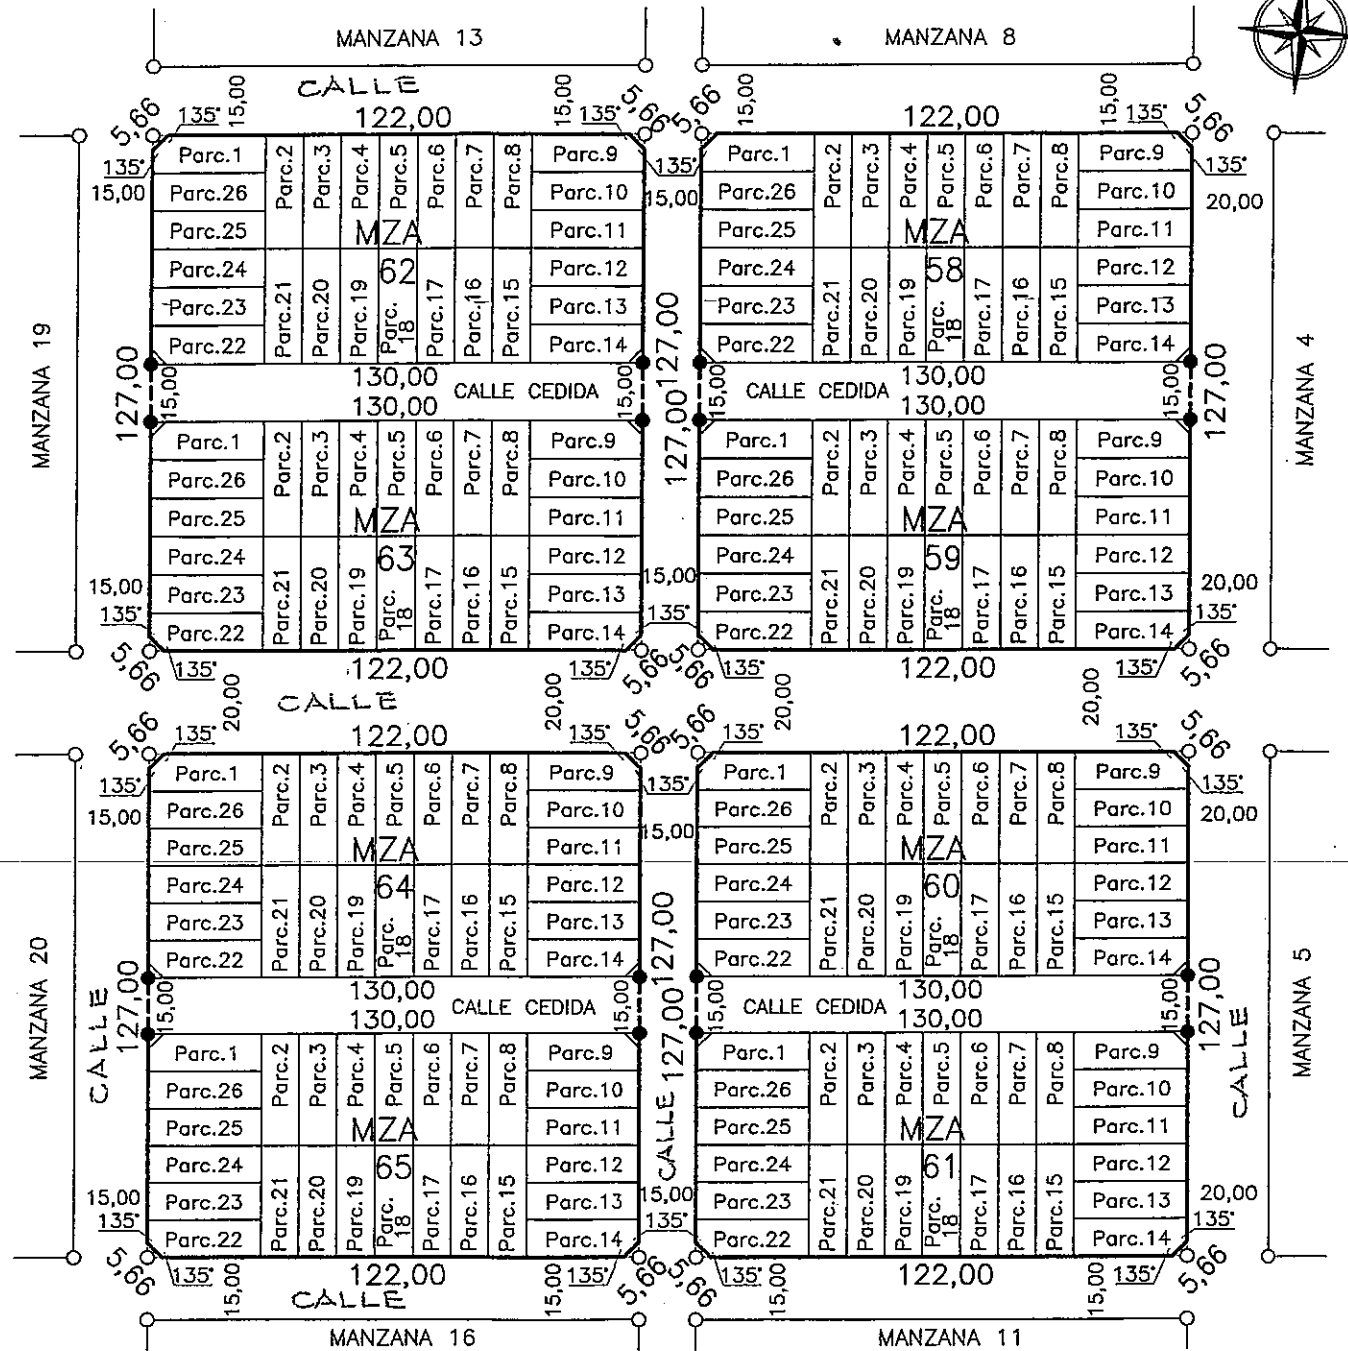 MANZANA 13
MANZANA 8
CALLE
15,00
15,00
15,00
15,00
5,66
135°
122,00
135°
5,66
5,66
135°
122,00
135°
5,66
135°
15,00
135°
15,00
135°
20,00
Parc.1
Parc.2
Parc.3
Parc.4
Parc.5
Parc.6
Parc.7
Parc.8
Parc.9
Parc.26
Parc.10
Parc.25
MZA
Parc.11
Parc.24
62
Parc.12
Parc.23
Parc.13
Parc.22
Parc.21
Parc.20
Parc.19
Parc.
18
Parc.17
Parc.16
Parc.15
Parc.14
Parc.1
Parc.2
Parc.3
Parc.4
Parc.5
Parc.6
Parc.7
Parc.8
Parc.9
Parc.26
Parc.10
Parc.25
MZA
Parc.11
Parc.24
58
Parc.12
Parc.23
Parc.13
Parc.22
Parc.21
Parc.20
Parc.19
Parc.
18
Parc.17
Parc.16
Parc.15
Parc.14
MANZANA 19
127,00
15,00
130,00
130,00
CALLE CEDIDA
15,00
127,00
127,00
15,00
CALLE CEDIDA
130,00
130,00
15,00
127,00
MANZANA 4
Parc.1
Parc.2
Parc.3
Parc.4
Parc.5
Parc.6
Parc.7
Parc.8
Parc.9
Parc.26
Parc.10
Parc.25
MZA
Parc.11
Parc.24
63
Parc.12
Parc.23
Parc.13
Parc.22
Parc.21
Parc.20
Parc.19
Parc.
18
Parc.17
Parc.16
Parc.15
Parc.14
Parc.1
Parc.2
Parc.3
Parc.4
Parc.5
Parc.6
Parc.7
Parc.8
Parc.9
Parc.26
Parc.10
Parc.25
MZA
Parc.11
Parc.24
59
Parc.12
Parc.23
Parc.13
Parc.22
Parc.21
Parc.20
Parc.19
Parc.
18
Parc.17
Parc.16
Parc.15
Parc.14
15,00
135°
15,00
135°
20,00
135°
5,66
135°
122,00
135°
5,66
5,66
135°
122,00
135°
5,66
20,00
CALLE
20,00
20,00
20,00
5,66
135°
122,00
135°
5,66
5,66
135°
122,00
135°
5,66
135°
15,00
135°
15,00
135°
20,00
Parc.1
Parc.2
Parc.3
Parc.4
Parc.5
Parc.6
Parc.7
Parc.8
Parc.9
Parc.26
Parc.10
Parc.25
MZA
Parc.11
Parc.24
64
Parc.12
Parc.23
Parc.13
Parc.22
Parc.21
Parc.20
Parc.19
Parc.
18
Parc.17
Parc.16
Parc.15
Parc.14
Parc.1
Parc.2
Parc.3
Parc.4
Parc.5
Parc.6
Parc.7
Parc.8
Parc.9
Parc.26
Parc.10
Parc.25
MZA
Parc.11
Parc.24
60
Parc.12
Parc.23
Parc.13
Parc.22
Parc.21
Parc.20
Parc.19
Parc.
18
Parc.17
Parc.16
Parc.15
Parc.14
MANZANA 20
CALLE
127,00
15,00
130,00
130,00
CALLE CEDIDA
15,00
127,00
CALLE 127,00
15,00
CALLE CEDIDA
130,00
130,00
15,00
127,00
CALLE
MANZANA 5
Parc.1
Parc.2
Parc.3
Parc.4
Parc.5
Parc.6
Parc.7
Parc.8
Parc.9
Parc.26
Parc.10
Parc.25
MZA
Parc.11
Parc.24
65
Parc.12
Parc.23
Parc.13
Parc.22
Parc.21
Parc.20
Parc.19
Parc.
18
Parc.17
Parc.16
Parc.15
Parc.14
Parc.1
Parc.2
Parc.3
Parc.4
Parc.5
Parc.6
Parc.7
Parc.8
Parc.9
Parc.26
Parc.10
Parc.25
MZA
Parc.11
Parc.24
61
Parc.12
Parc.23
Parc.13
Parc.22
Parc.21
Parc.20
Parc.19
Parc.
18
Parc.17
Parc.16
Parc.15
Parc.14
15,00
135°
15,00
135°
20,00
135°
5,66
135°
122,00
135°
5,66
5,66
135°
122,00
135°
5,66
15,00
CALLE
15,00
15,00
15,00
MANZANA 16
MANZANA 11